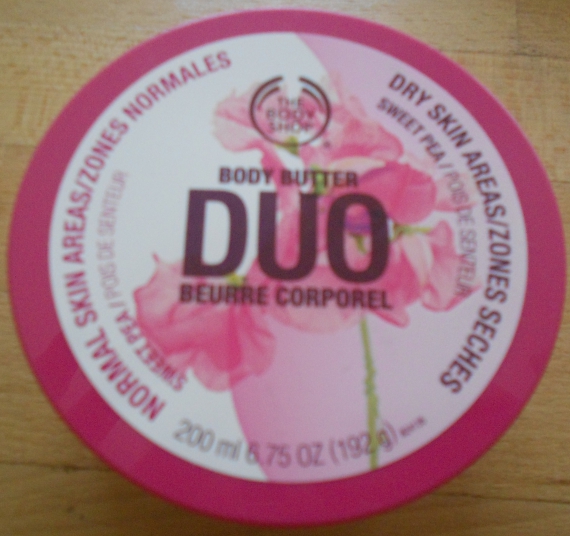 THE
BODY
SHOP
®
BODY BUTTER
DUO
BEURRE CORPOREL
NORMAL SKIN AREAS/ZONES NORMALES
SWEET PEA / POIS DE SENTEUR
DRY SKIN AREAS/ZONES SECHES
SWEET PEA / POIS DE SENTEUR
200 ml 6.75 OZ (192 g)